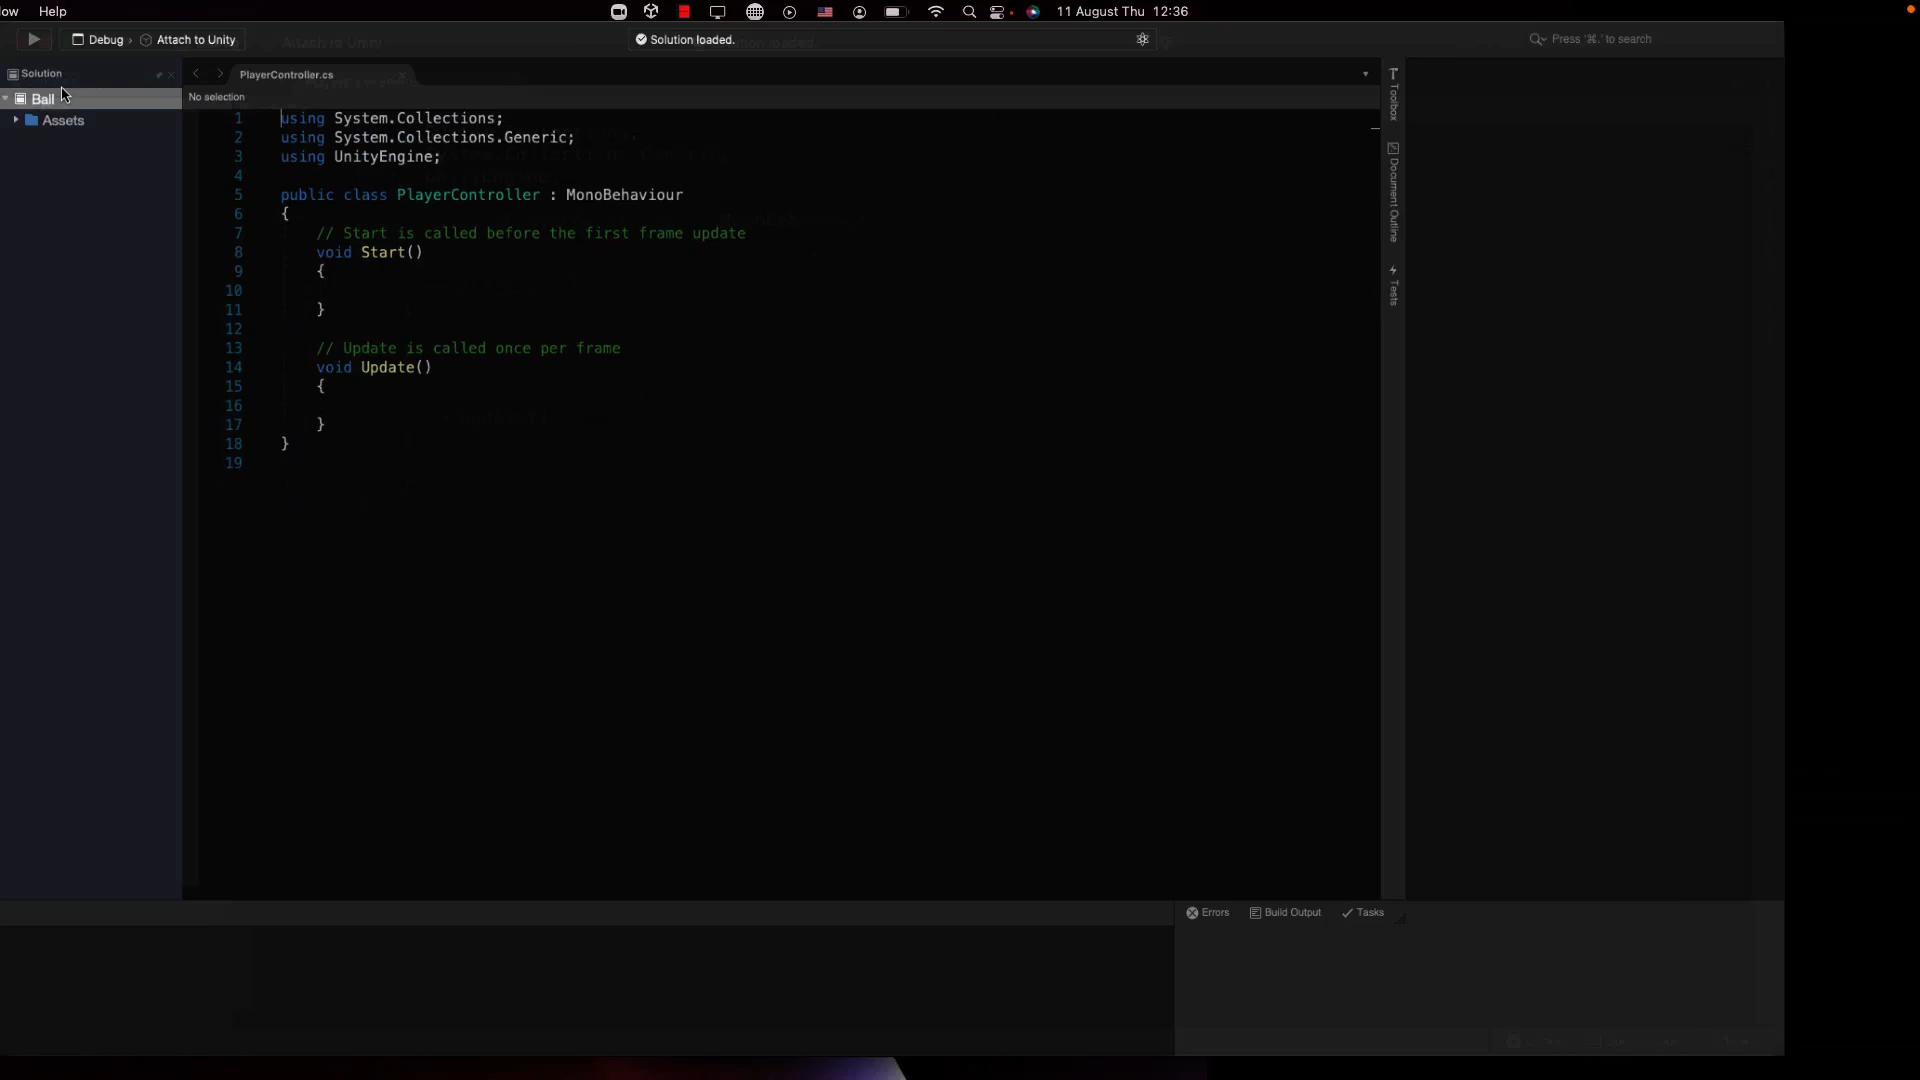 ow Help 11 August Thu 12:36
Debug › Attach to Unity Solution loaded. Press '⌘.' to search
Solution PlayerController.cs
Ball No selection
Assets
1 using System.Collections;
2 using System.Collections.Generic;
3 using UnityEngine;
4
5 public class PlayerController : MonoBehaviour
6 {
7 // Start is called before the first frame update
8 void Start()
9 {
10
11 }
12
13 // Update is called once per frame
14 void Update()
15 {
16
17 }
18 }
19
Toolbox
Document Outline
Tests
Errors Build Output Tasks